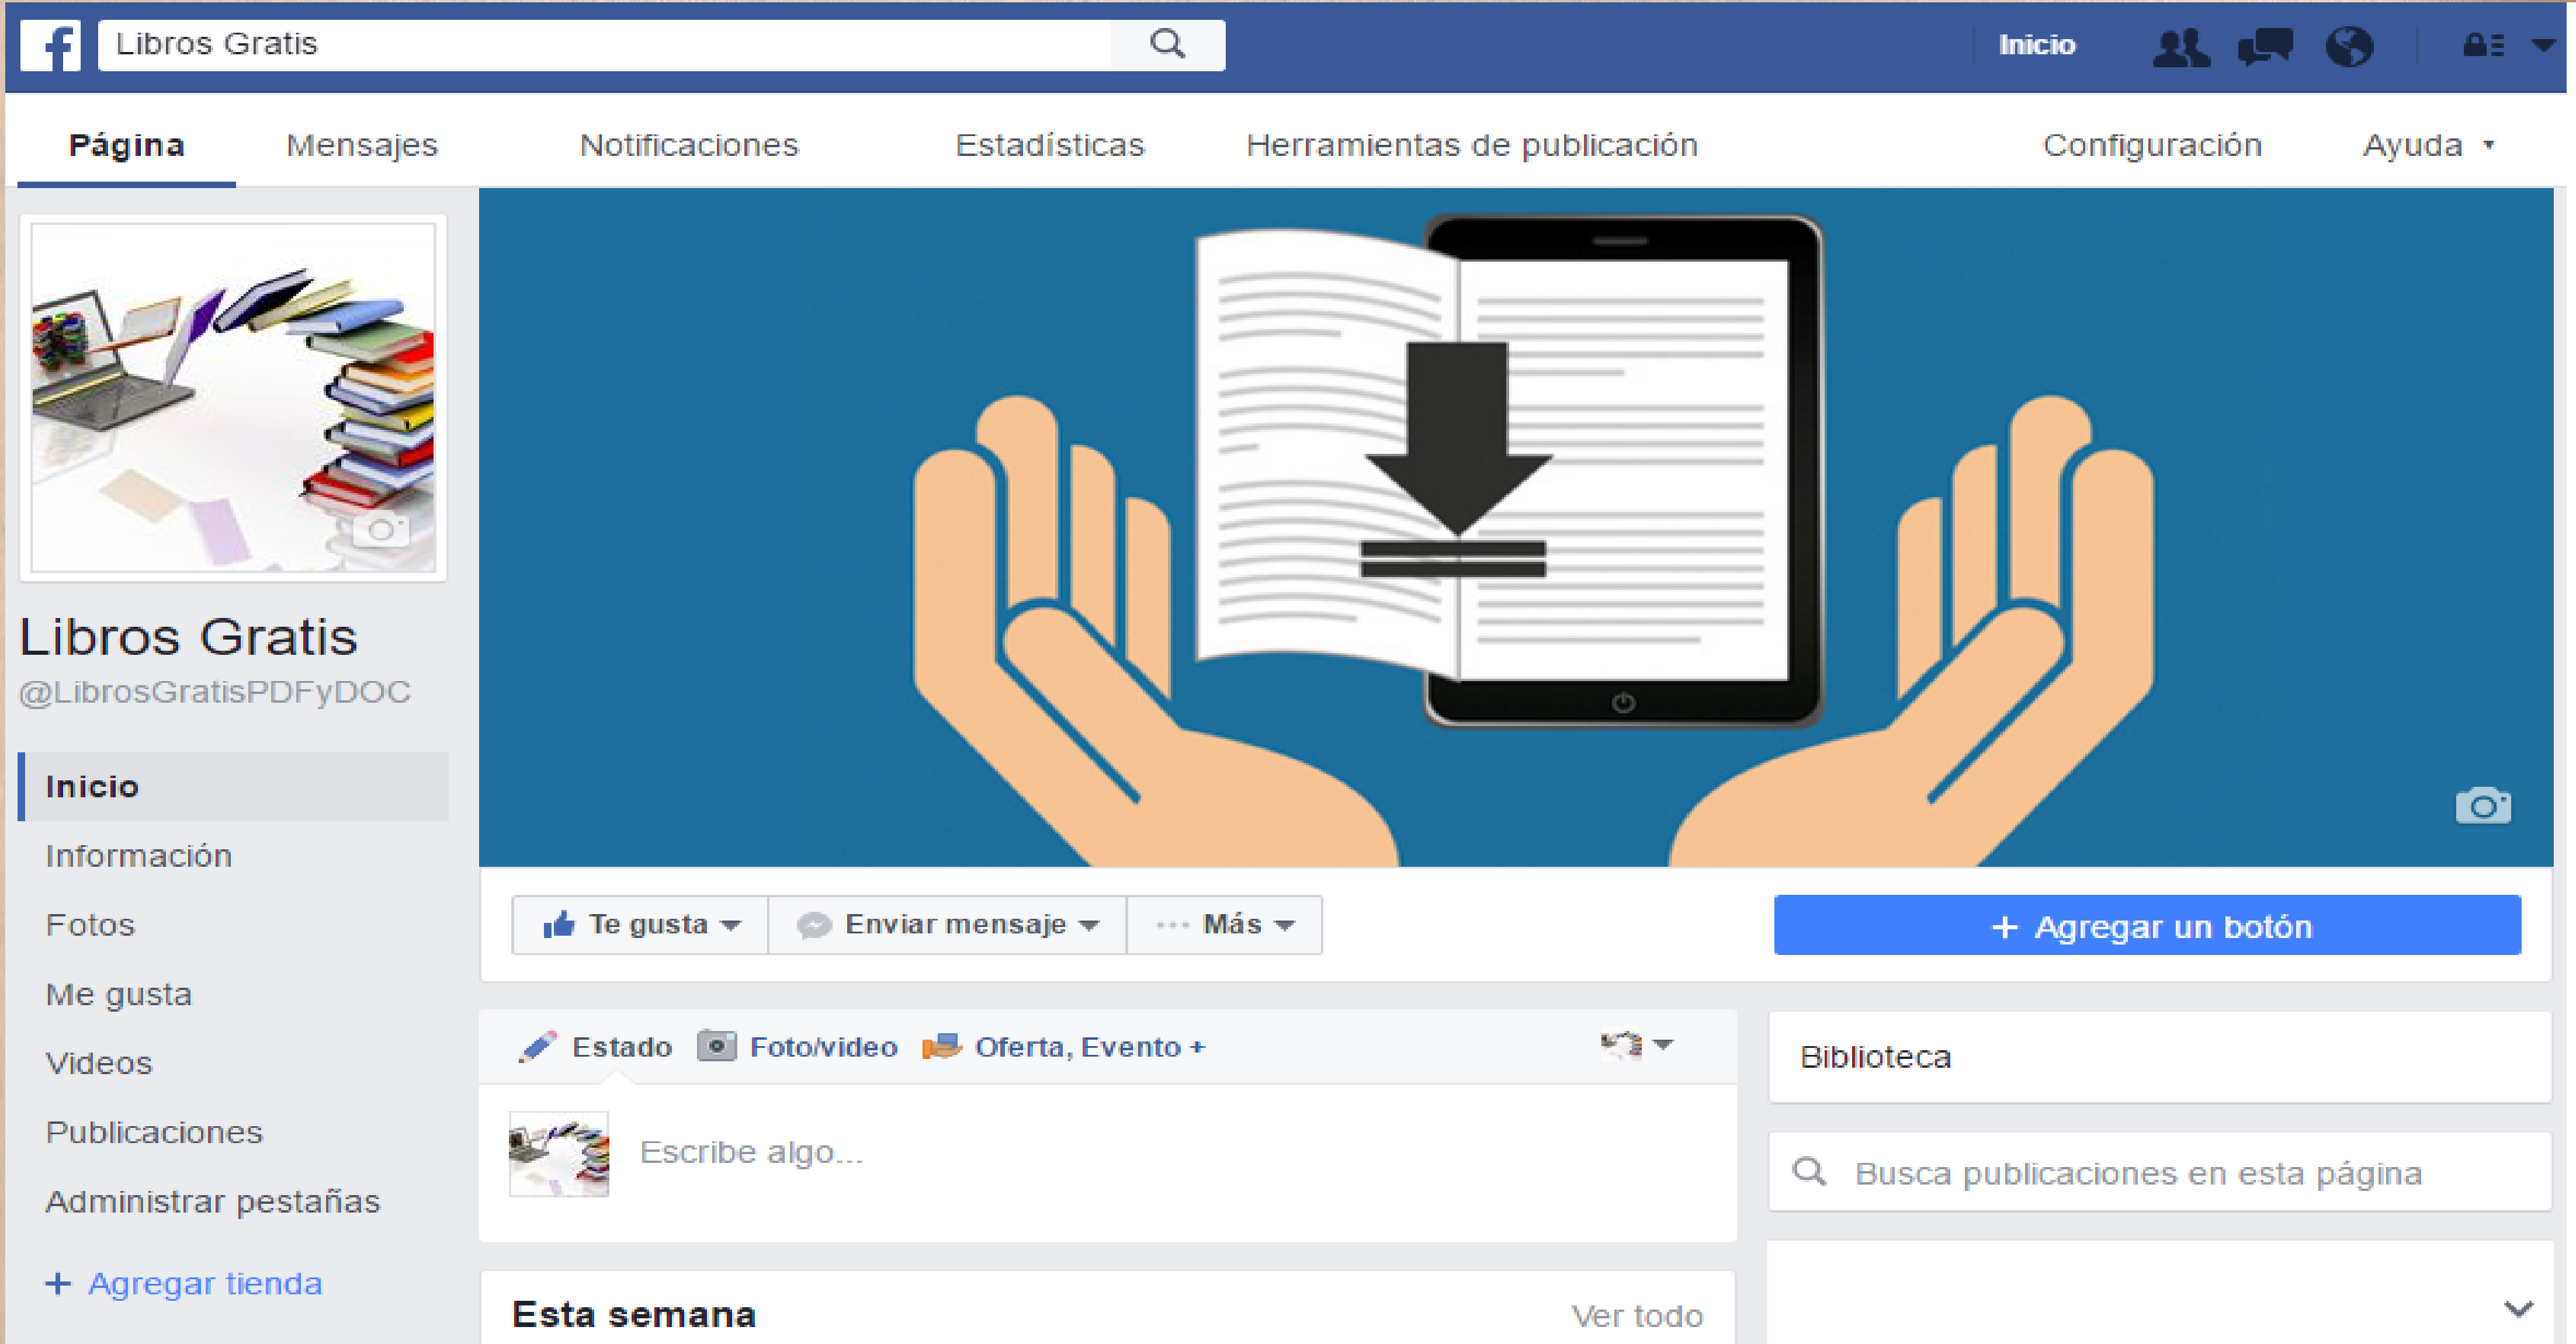 f Libros Gratis Inicio
Página Mensajes Notificaciones Estadísticas Herramientas de publicación Configuración Ayuda
Libros Gratis
@LibrosGratisPDFyDOC
Inicio
Información
Fotos
Me gusta
Videos
Publicaciones
Administrar pestañas
+ Agregar tienda
Te gusta Enviar mensaje ··· Más + Agregar un botón
Estado Foto/video Oferta, Evento +
Escribe algo...
Esta semana Ver todo
Biblioteca
Busca publicaciones en esta página